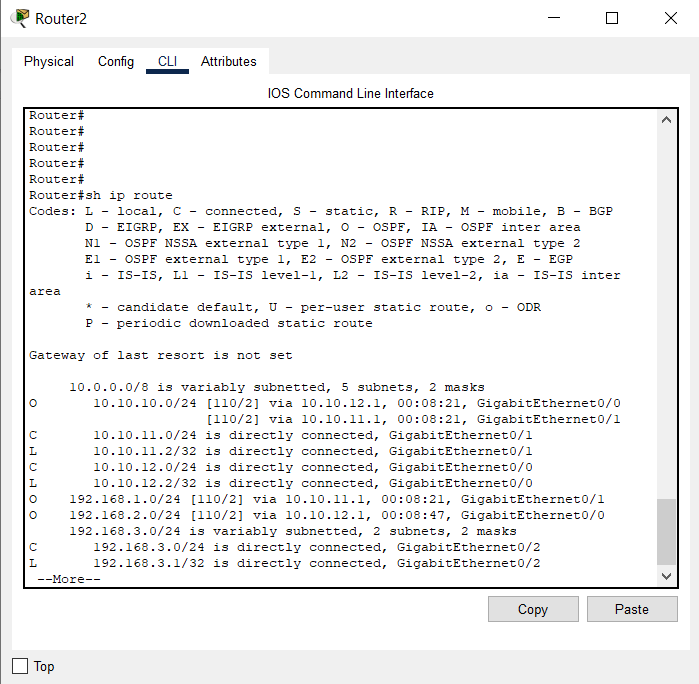 Router2
Physical Config CLI Attributes
IOS Command Line Interface
Router#
Router#
Router#
Router#
Router#
Router#sh ip route
Codes: L - local, C - connected, S - static, R - RIP, M - mobile, B - BGP
       D - EIGRP, EX - EIGRP external, O - OSPF, IA - OSPF inter area
       N1 - OSPF NSSA external type 1, N2 - OSPF NSSA external type 2
       E1 - OSPF external type 1, E2 - OSPF external type 2, E - EGP
       i - IS-IS, L1 - IS-IS level-1, L2 - IS-IS level-2, ia - IS-IS inter
area
       * - candidate default, U - per-user static route, o - ODR
       P - periodic downloaded static route
Gateway of last resort is not set
     10.0.0.0/8 is variably subnetted, 5 subnets, 2 masks
O       10.10.10.0/24 [110/2] via 10.10.12.1, 00:08:21, GigabitEthernet0/0
                      [110/2] via 10.10.11.1, 00:08:21, GigabitEthernet0/1
C       10.10.11.0/24 is directly connected, GigabitEthernet0/1
L       10.10.11.2/32 is directly connected, GigabitEthernet0/1
C       10.10.12.0/24 is directly connected, GigabitEthernet0/0
L       10.10.12.2/32 is directly connected, GigabitEthernet0/0
O    192.168.1.0/24 [110/2] via 10.10.11.1, 00:08:21, GigabitEthernet0/1
O    192.168.2.0/24 [110/2] via 10.10.12.1, 00:08:47, GigabitEthernet0/0
     192.168.3.0/24 is variably subnetted, 2 subnets, 2 masks
C       192.168.3.0/24 is directly connected, GigabitEthernet0/2
L       192.168.3.1/32 is directly connected, GigabitEthernet0/2
 --More--
Copy Paste
Top